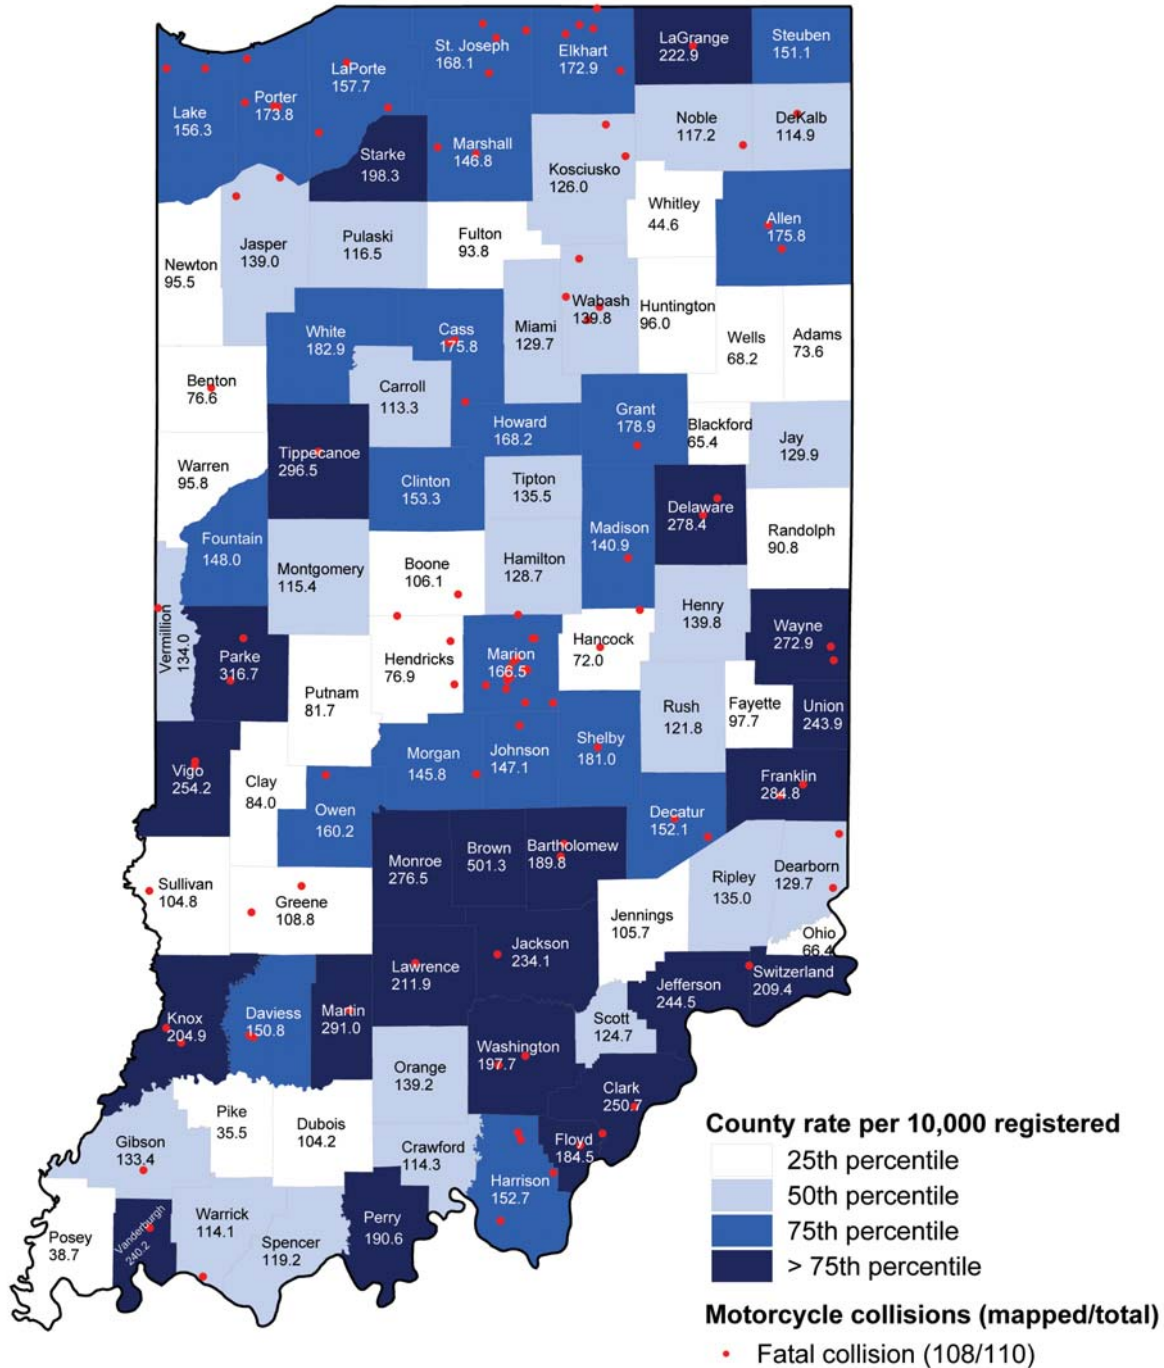 LaGrange
222.9
Steuben
151.1
St. Joseph
168.1
Elkhart
172.9
LaPorte
157.7
Lake
156.3
Porter
173.8
Starke
198.3
Marshall
146.8
Kosciusko
126.0
Noble
117.2
DeKalb
114.9
Whitley
44.6
Allen
175.8
Newton
95.5
Jasper
139.0
Pulaski
116.5
Fulton
93.8
White
182.9
Cass
175.8
Miami
129.7
Wabash
139.8
Huntington
96.0
Wells
68.2
Adams
73.6
Benton
76.6
Carroll
113.3
Howard
168.2
Grant
178.9
Blackford
65.4
Jay
129.9
Warren
95.8
Tippecanoe
296.5
Clinton
153.3
Tipton
135.5
Delaware
278.4
Randolph
90.8
Fountain
148.0
Montgomery
115.4
Boone
106.1
Hamilton
128.7
Madison
140.9
Henry
139.8
Wayne
272.9
Vermillion
134.0
Parke
316.7
Putnam
81.7
Hendricks
76.9
Marion
166.5
Hancock
72.0
Rush
121.8
Fayette
97.7
Union
243.9
Vigo
254.2
Clay
84.0
Owen
160.2
Morgan
145.8
Johnson
147.1
Shelby
181.0
Decatur
152.1
Franklin
284.8
Sullivan
104.8
Greene
108.8
Monroe
276.5
Brown
501.3
Bartholomew
189.8
Jennings
105.7
Ripley
135.0
Dearborn
129.7
Ohio
66.4
Knox
204.9
Daviess
150.8
Martin
291.0
Lawrence
211.9
Jackson
234.1
Jefferson
244.5
Switzerland
209.4
Scott
124.7
Orange
139.2
Washington
197.7
Clark
250.7
Floyd
184.5
Pike
35.5
Dubois
104.2
Crawford
114.3
Harrison
152.7
Gibson
133.4
Posey
38.7
Vanderburgh
240.2
Warrick
114.1
Spencer
119.2
Perry
190.6
County rate per 10,000 registered
25th percentile
50th percentile
75th percentile
> 75th percentile
Motorcycle collisions (mapped/total)
Fatal collision (108/110)